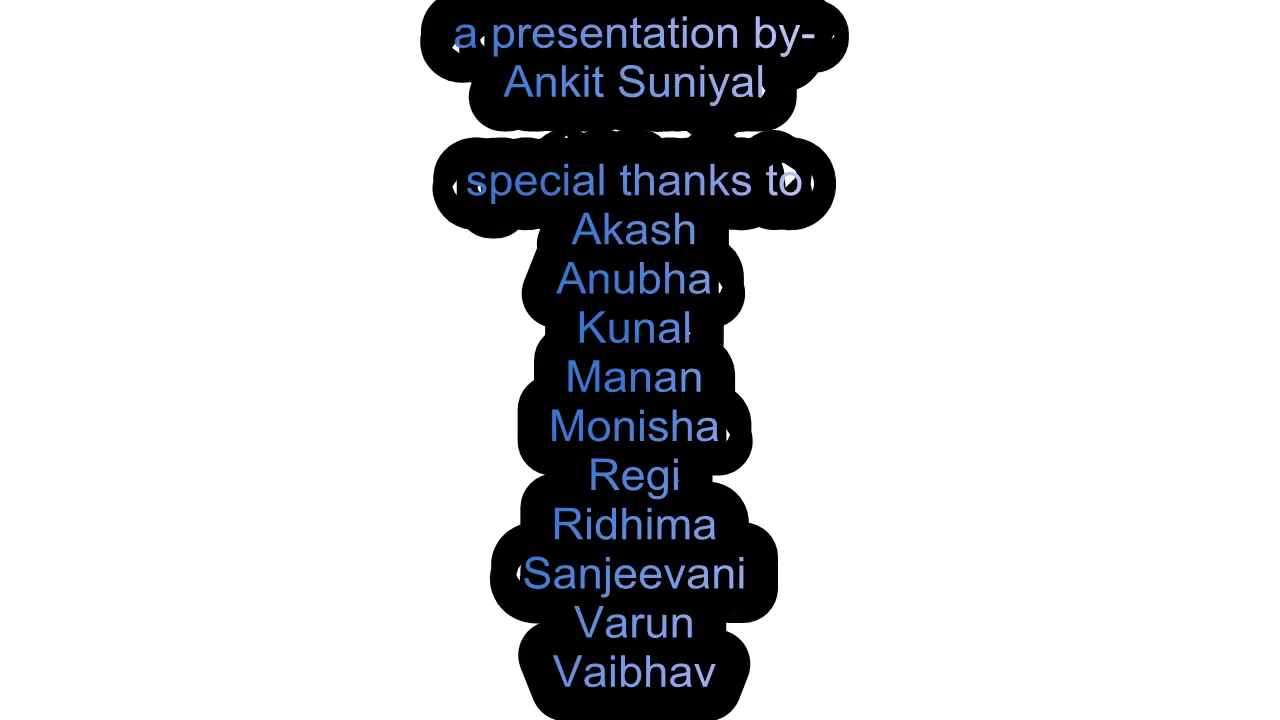 a presentation by-
Ankit Suniyal
special thanks to
Akash
Anubha
Kunal
Manan
Monisha
Regi
Ridhima
Sanjeevani
Varun
Vaibhav